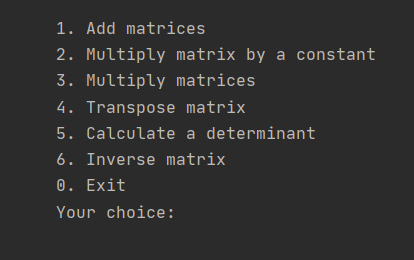 1. Add matrices
2. Multiply matrix by a constant
3. Multiply matrices
4. Transpose matrix
5. Calculate a determinant
6. Inverse matrix
0. Exit
Your choice: